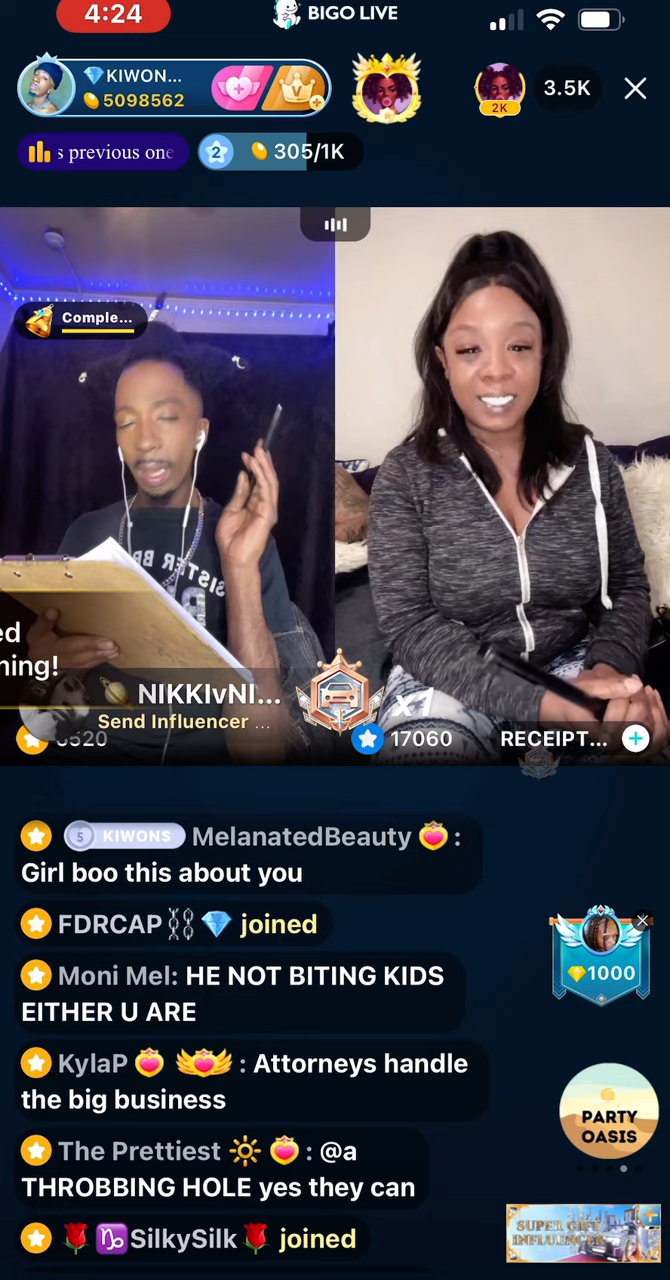 4:24
BIGO LIVE
KIWON...
5098562
2K
3.5K
s previous one
2
305/1K
Comple...
SISTER
ed
ning!
NIKKIvNI...
Send Influencer ...
x1
17060
RECEIPT...
5 KIWONS MelanatedBeauty :
Girl boo this about you
FDRCAP joined
Moni Mel: HE NOT BITING KIDS
EITHER U ARE
1000
KylaP : Attorneys handle
the big business
PARTY
OASIS
The Prettiest : @a
THROBBING HOLE yes they can
SilkySilk joined
SUPER GIFT
INFLUENCER